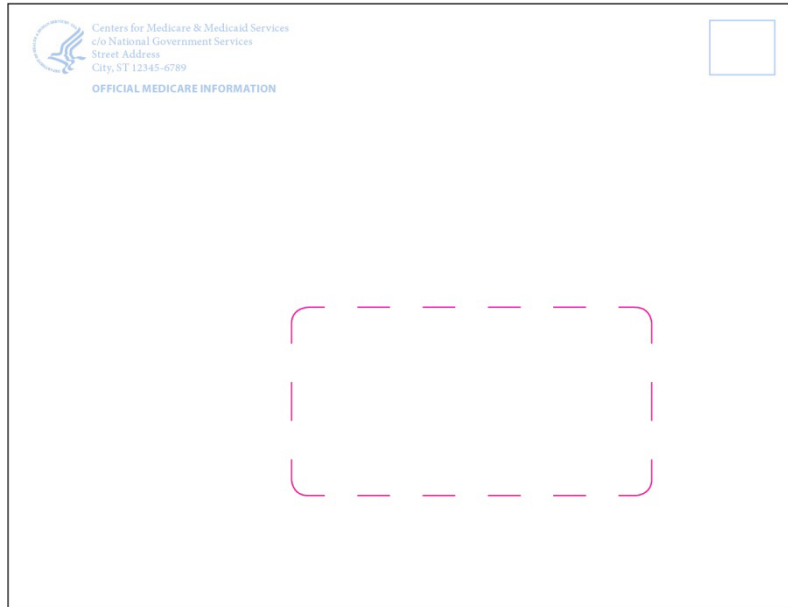 Centers for Medicare & Medicaid Services
c/o National Government Services
Street Address
City, ST 12345-6789
OFFICIAL MEDICARE INFORMATION